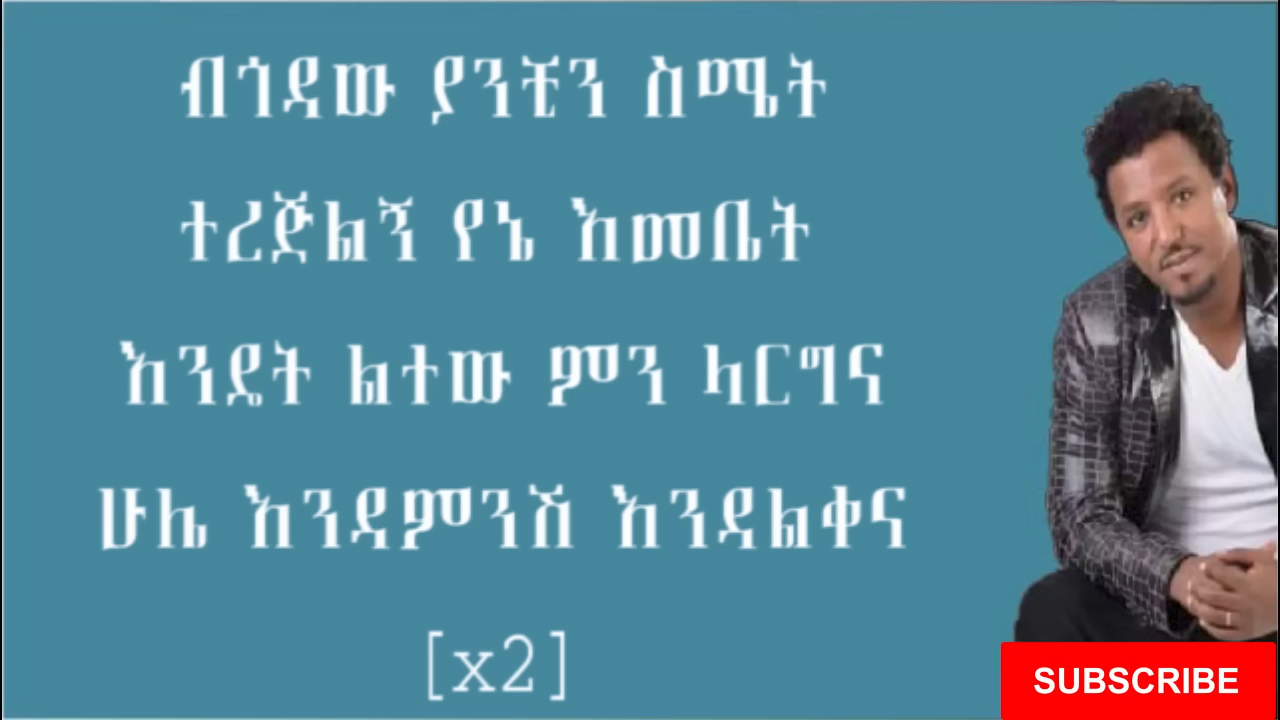 ብጎዳው ያንቺን ስሜት
ተረጅልኝ የኔ እመቤት
እንዴት ልተው ምን ላርግና
ሁሌ እንዳምንሽ እንዳልቀና
[x2]
SUBSCRIBE